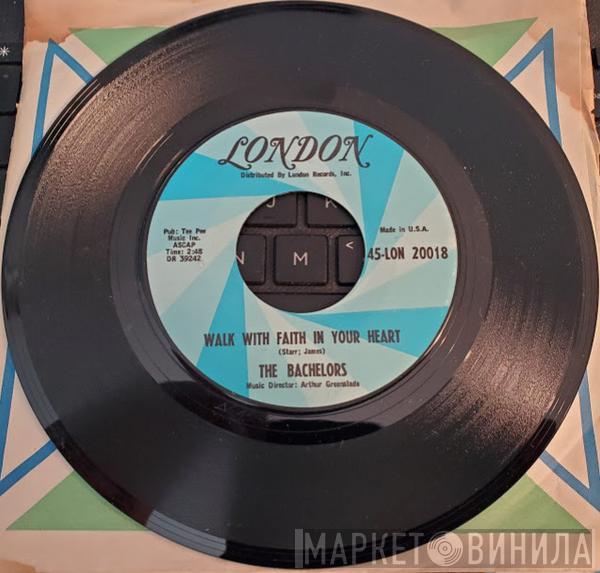 LONDON
Distributed By London Records, Inc.
Pub: Tee Pee
Music Inc.
ASCAP
Time: 2:48
DR 39242
Made in U.S.A.
45-LON 20018
J K
N M <
WALK WITH FAITH IN YOUR HEART
(Starr; James)
THE BACHELORS
Music Director: Arthur Greenslade
МАРКЕТ ВИНИЛА